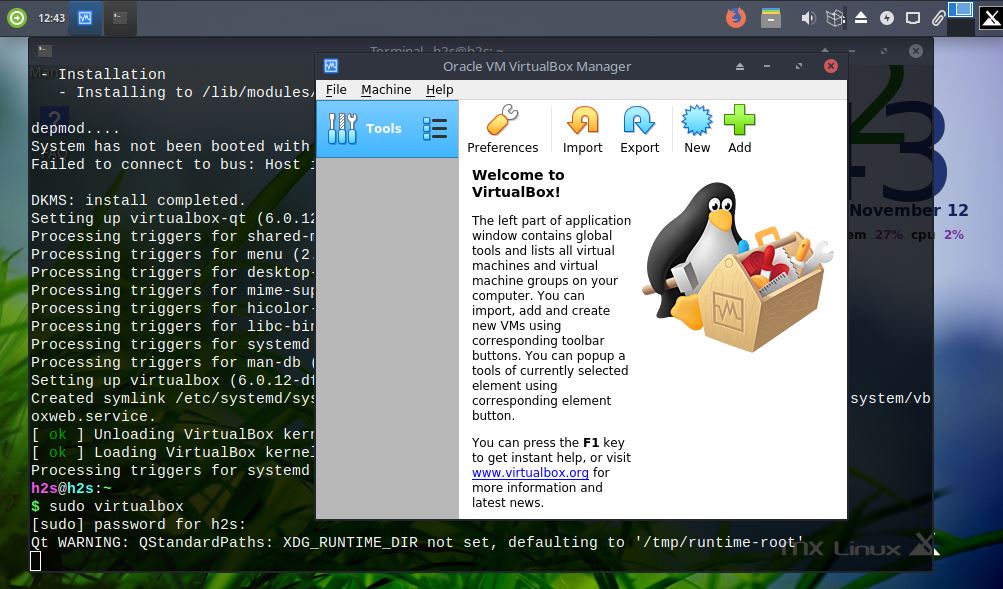 12:43
Terminal - h2s@h2s: ~
- Installation
- Installing to /lib/modules/
depmod....
System has not been booted with
Failed to connect to bus: Host i
DKMS: install completed.
Setting up virtualbox-qt (6.0.12
Processing triggers for shared-m
Processing triggers for menu (2.
Processing triggers for desktop-
Processing triggers for mime-sup
Processing triggers for hicolor-
Processing triggers for libc-bin
Processing triggers for systemd
Processing triggers for man-db (
Setting up virtualbox (6.0.12-df
Created symlink /etc/systemd/sys
system/vb
oxweb.service.
[ ok ] Unloading VirtualBox kern
[ ok ] Loading VirtualBox kernel
Processing triggers for systemd
h2s@h2s:~
$ sudo virtualbox
[sudo] password for h2s:
Qt WARNING: QStandardPaths: XDG_RUNTIME_DIR not set, defaulting to '/tmp/runtime-root'
Oracle VM VirtualBox Manager
File Machine Help
Tools
Preferences Import Export New Add
Welcome to
VirtualBox!
The left part of application
window contains global
tools and lists all virtual
machines and virtual
machine groups on your
computer. You can
import, add and create
new VMs using
corresponding toolbar
buttons. You can popup a
tools of currently selected
element using
corresponding element
button.
You can press the F1 key
to get instant help, or visit
www.virtualbox.org for
more information and
latest news.
November 12
27% cpu 2%
MX Linux